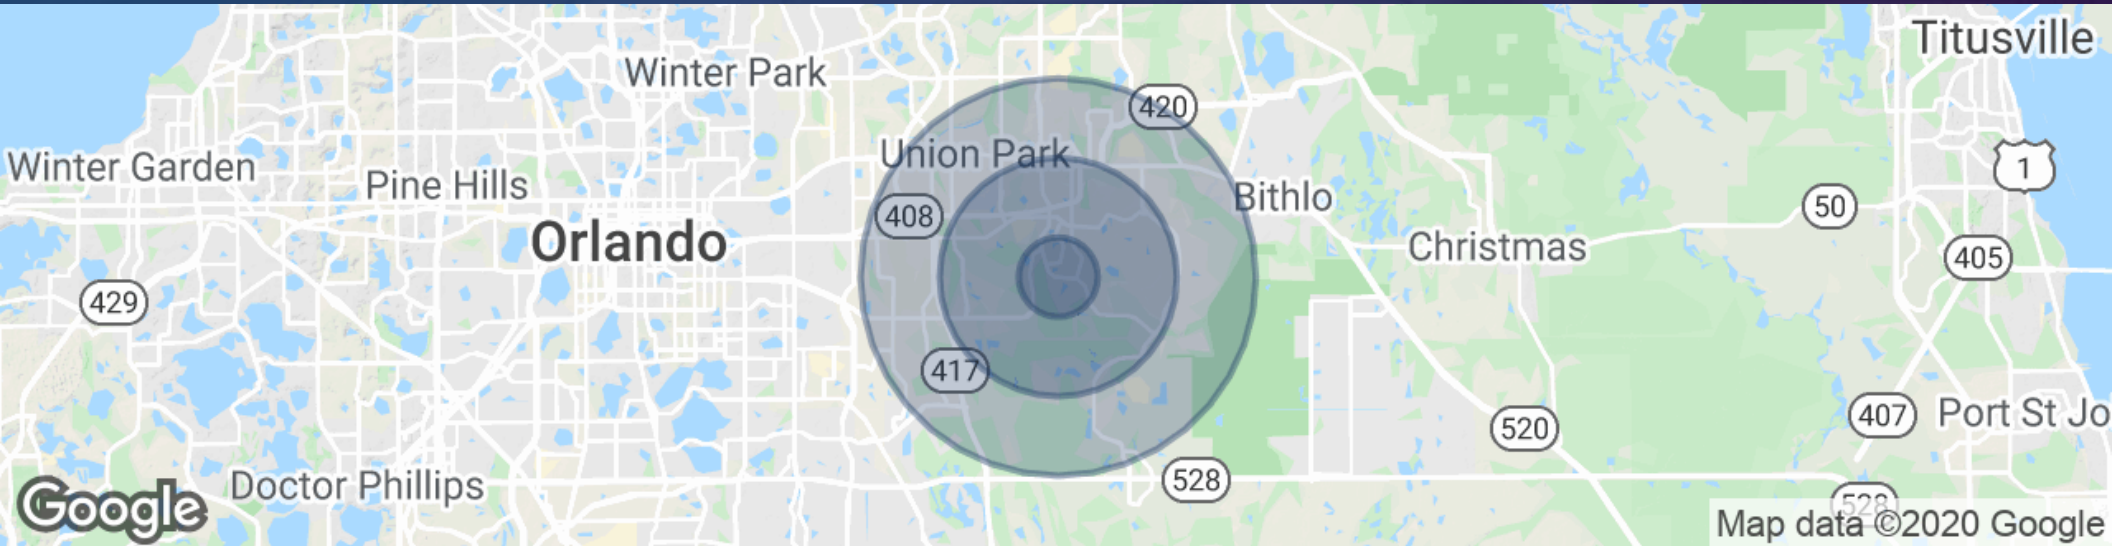 Titusville
Winter Park
420
Union Park
1
Winter Garden
Pine Hills
Bithlo
50
408
Orlando
Christmas
405
429
417
407
Port St Jo
520
528
Doctor Phillips
528
Google
Map data ©2020 Google